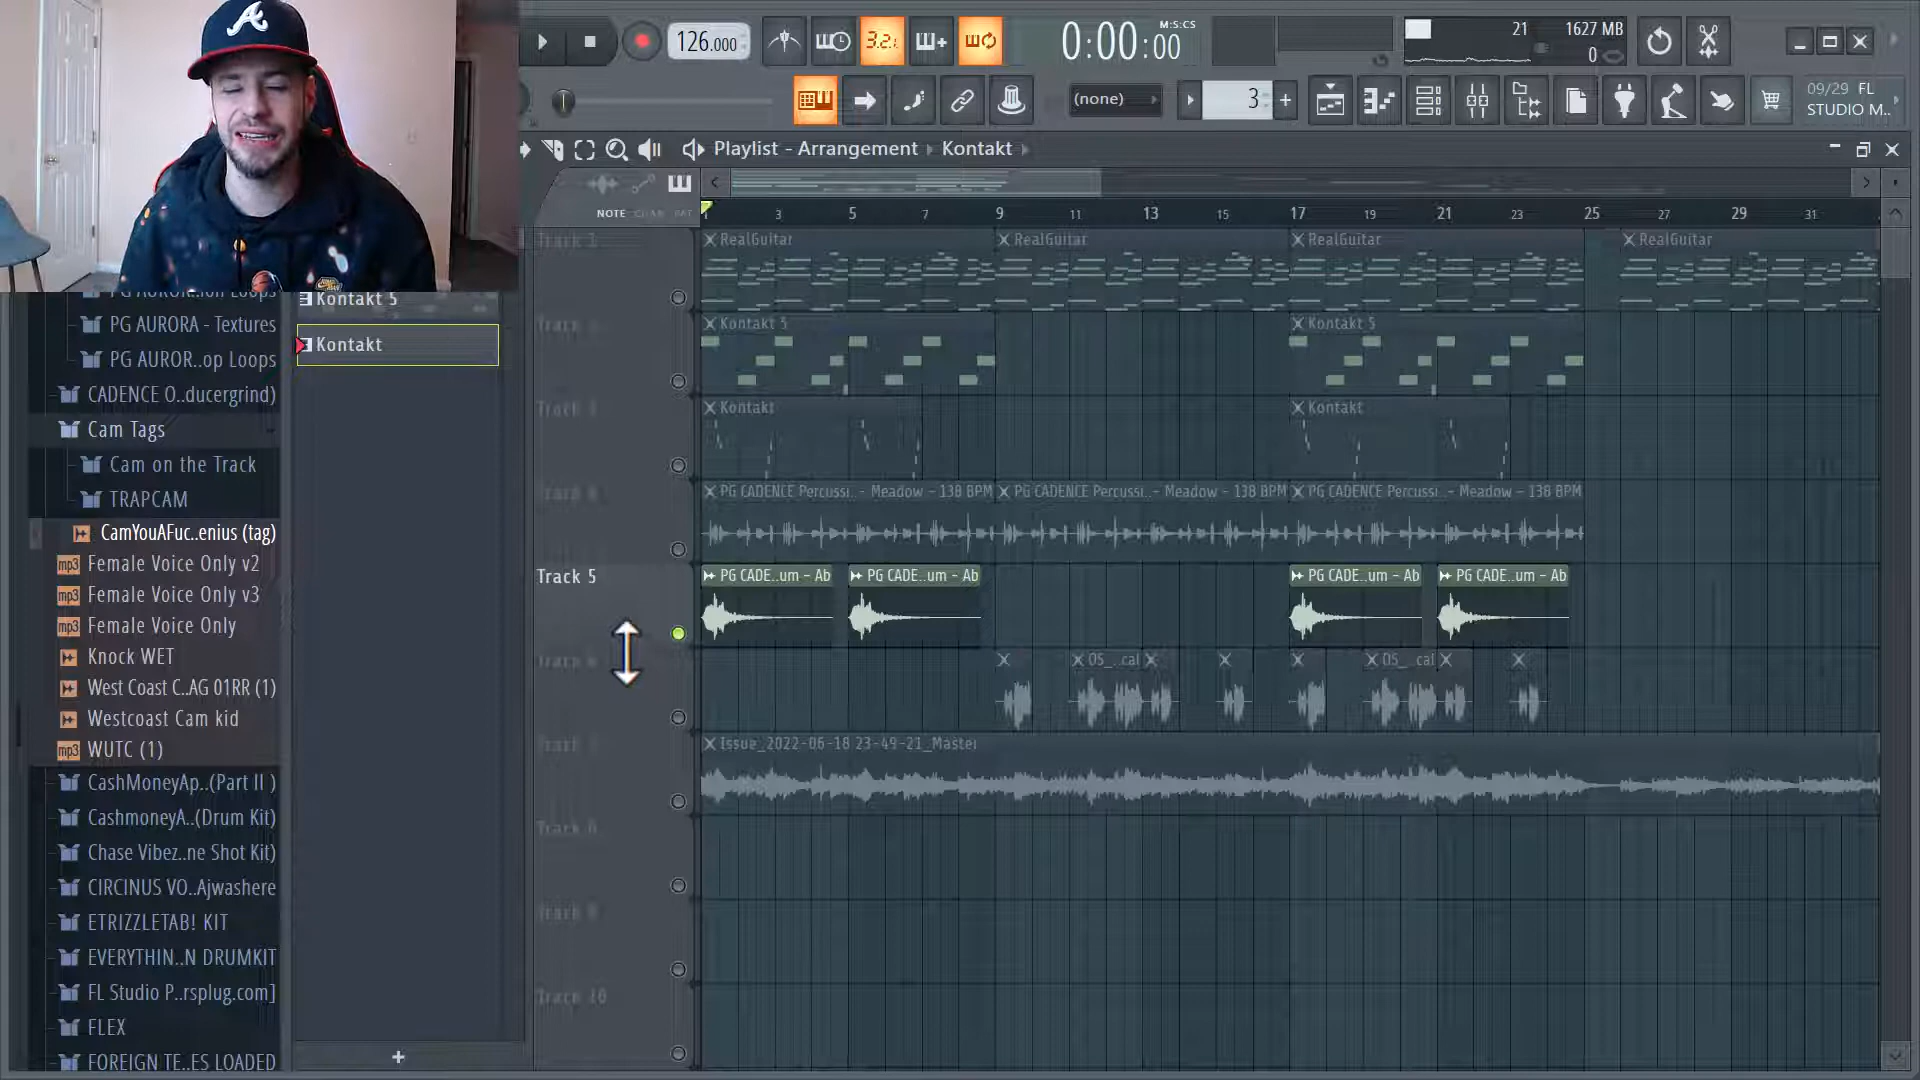 126.000
3.2.
M:S:CS
0:00:00
21
1627 MB
0
(none)
3
09/29 FL
STUDIO M..
Playlist - Arrangement
Kontakt
NOTE
CHAN
PAT
3
5
7
9
11
13
15
17
19
21
23
25
27
29
31
RealGuitar
RealGuitar
RealGuitar
RealGuitar
Kontakt 5
Kontakt 5
Kontakt
Kontakt
PG CADENCE Percussi.. - Meadow - 138 BPM
PG CADENCE Percussi.. - Meadow - 138 BPM
PG CADENCE Percussi.. - Meadow - 138 BPM
Track 5
PG CADE..um - Ab
PG CADE..um - Ab
PG CADE..um - Ab
PG CADE..um - Ab
OS_..cal
OS_..cal
Issue_2022-06-18 23-49-21_Master
Track 10
Kontakt 5
Kontakt
PG AURORA - Textures
PG AUROR..op Loops
CADENCE O..ducergrind)
Cam Tags
Cam on the Track
TRAPCAM
CamYouAFuc..enius (tag)
mp3 Female Voice Only v2
mp3 Female Voice Only v3
mp3 Female Voice Only
Knock WET
West Coast C..AG 01RR (1)
Westcoast Cam kid
mp3 WUTC (1)
CashMoneyAp..(Part II )
CashmoneyA..(Drum Kit)
Chase Vibez..ne Shot Kit)
CIRCINUS VO..Ajwashere
ETRIZZLETAB! KIT
EVERYTHIN..N DRUMKIT
FL Studio P..rsplug.com]
FLEX
FOREIGN TE..ES LOADED